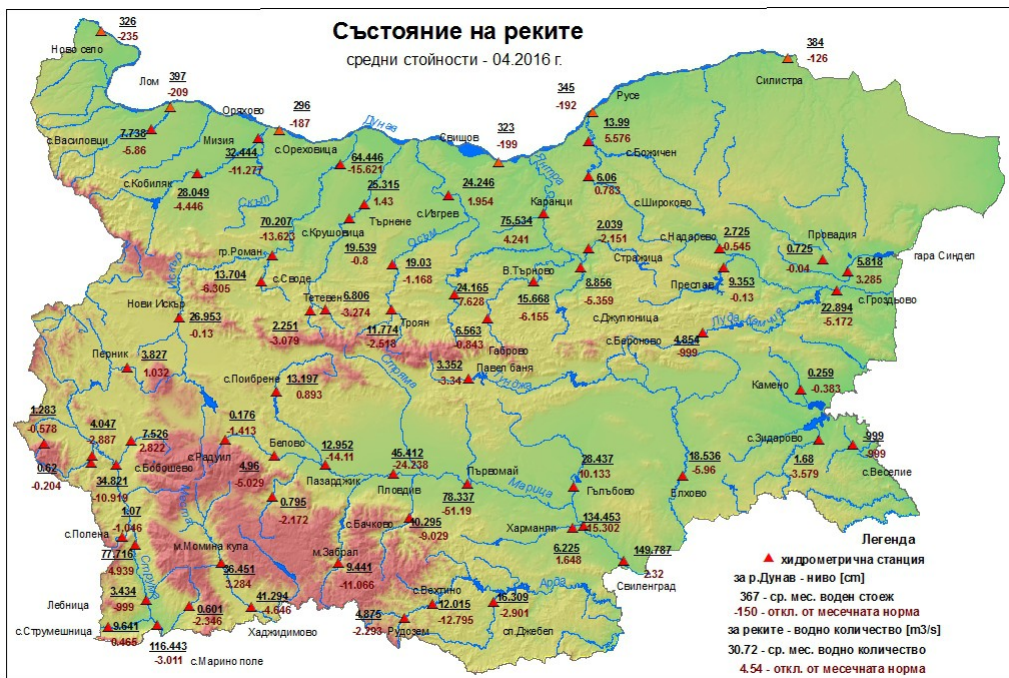 Състояние на реките
средни стойности - 04.2016 г.
326
-235
Ново село
384
-126
Силистра
397
-209
Лом
Оряхово
296
-187
345
-192
Русе
Дунав
Свищов
323
-199
7.738
-5.86
с.Василовци
Мизия
32.444
-11.277
с.Ореховица
64.446
-15.621
13.99
5.576
с.Божичен
Янтра
с.Кобиляк
28.049
-4.446
Скът
25.315
1.43
Търнене
24.246
1.954
с.Изгрев
6.06
0.783
с.Широково
Каранци
75.534
4.241
70.207
-13.623
с.Крушовица
19.539
-0.8
Осъм
гр.Роман
2.039
-2.151
Стражица
с.Надарево
2.725
-0.545
Провадия
0.725
-0.04
5.818
3.285
гара Синдел
Искър
13.704
-6.305
с.Своде
19.03
-1.168
В.Търново
15.668
-6.155
8.856
-5.359
с.Джулюница
Преслав
9.353
-0.13
с.Гроздьово
22.894
-5.172
Нови Искър
26.953
-0.13
Тетевен
6.806
-3.274
2.251
-3.079
24.165
-7.628
11.774
-2.518
Троян
6.563
-0.843
Габрово
Луда Камчия
с.Бероново
4.854
-999
Перник
3.827
1.032
с.Поибрене
13.197
0.893
Стряма
3.352
-3.34
Павел баня
Тунджа
Камено
0.259
-0.383
1.283
-0.578
4.047
-2.887
7.526
2.822
с.Бобошево
0.176
-1.413
с.Радуил
Белово
4.96
-5.029
12.952
-14.11
Пазарджик
45.412
-24.238
Пловдив
Първомай
78.337
-51.19
Марица
28.437
10.133
Гълъбово
18.536
-5.96
Елхово
с.Зидарово
1.68
-3.579
-999
-999
с.Веселие
0.62
-0.204
34.821
-10.919
Места
0.795
-2.172
с.Бачково
10.295
-9.029
Харманли
134.453
-15.302
6.225
1.648
149.787
-232
Свиленград
1.07
-1.046
с.Полена
77.716
-4.939
Струма
м.Момина кула
36.451
3.284
м.Забрал
9.441
-11.066
Арда
Лебница
3.434
-999
0.601
-2.346
41.294
-4.646
Хаджидимово
4.875
-2.293
Рудозем
с.Вехтино
12.015
-12.795
16.309
-2.901
сп.Джебел
с.Струмешница
9.641
0.465
116.443
-3.011
с.Марино поле
Легенда
хидрометрична станция
за р.Дунав - ниво [cm]
367 - ср. мес. воден стоеж
-150 - откл. от месечната норма
за реките - водно количество [m3/s]
30.72 - ср. мес. водно количество
4.54 - откл. от месечната норма